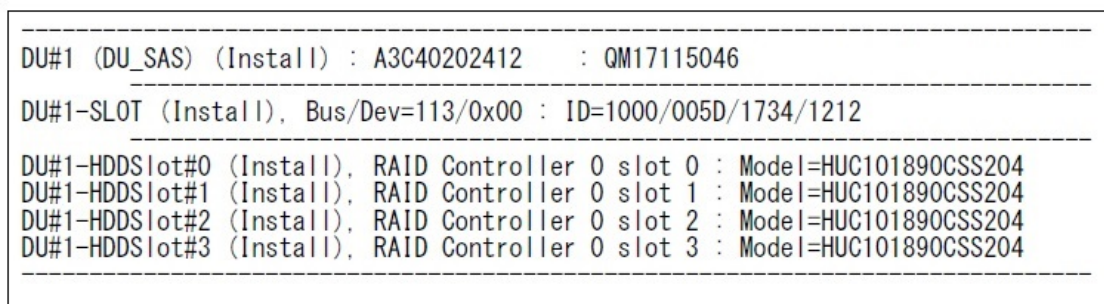 DU#1 (DU_SAS) (Install) : A3C40202412 : QM17115046
DU#1-SLOT (Install), Bus/Dev=113/0x00 : ID=1000/005D/1734/1212
DU#1-HDDSlot#0 (Install), RAID Controller 0 slot 0 : Model=HUC101890CSS204
DU#1-HDDSlot#1 (Install), RAID Controller 0 slot 1 : Model=HUC101890CSS204
DU#1-HDDSlot#2 (Install), RAID Controller 0 slot 2 : Model=HUC101890CSS204
DU#1-HDDSlot#3 (Install), RAID Controller 0 slot 3 : Model=HUC101890CSS204